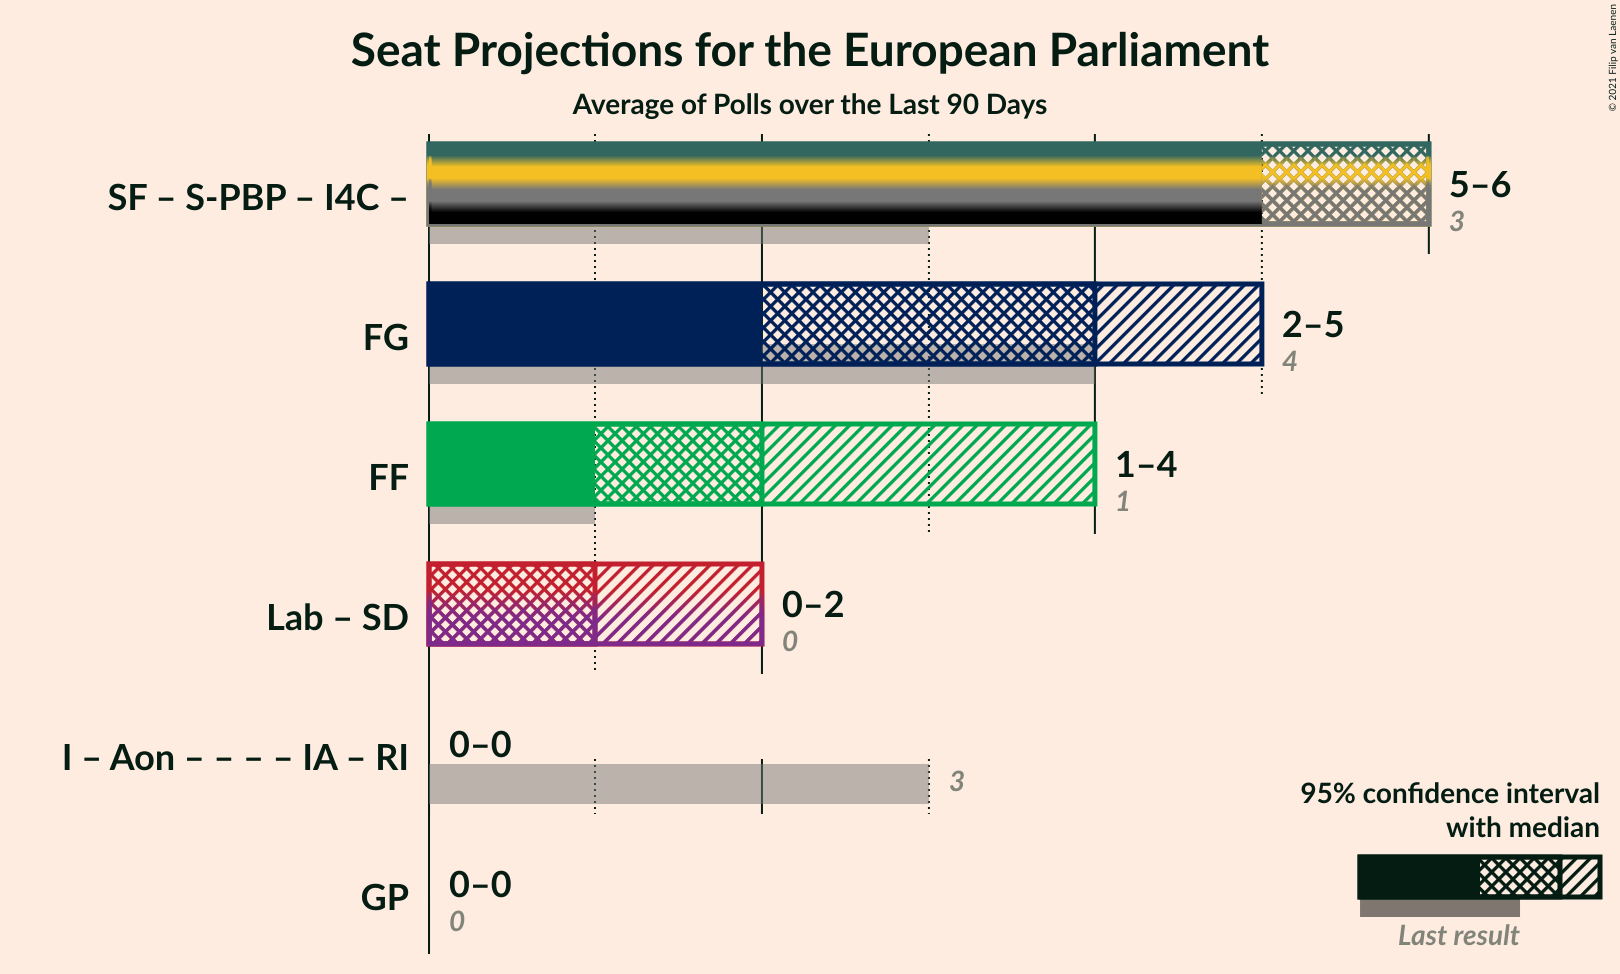 Seat Projections for the European Parliament
Average of Polls over the Last 90 Days
© 2021 Filip van Laenen
SF – S-PBP – I4C –
5–6
3
FG
2–5
4
FF
1–4
1
Lab – SD
0–2
0
I – Aon – – – – IA – RI
0–0
3
GP
0–0
0
95% confidence interval
with median
Last result